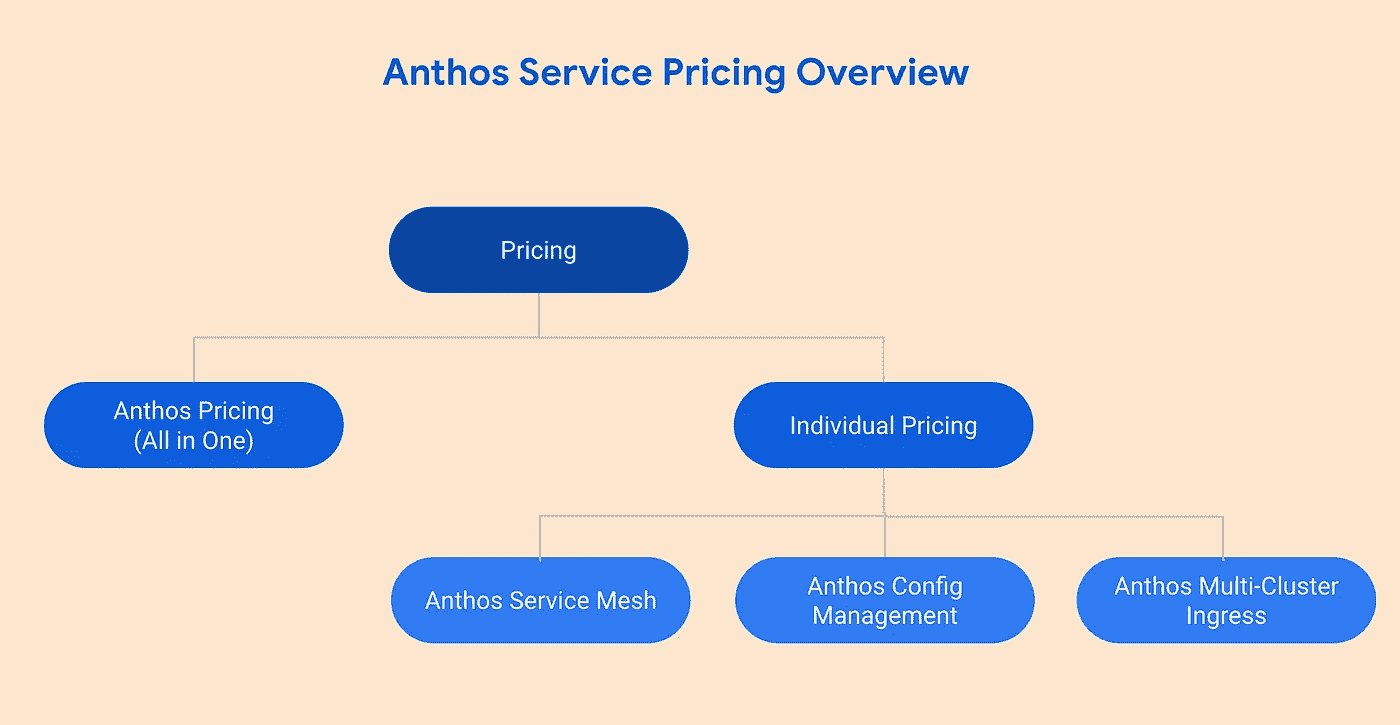 Anthos Service Pricing Overview
Pricing
Anthos Pricing
(All in One)
Individual Pricing
Anthos Service Mesh
Anthos Config
Management
Anthos Multi-Cluster
Ingress